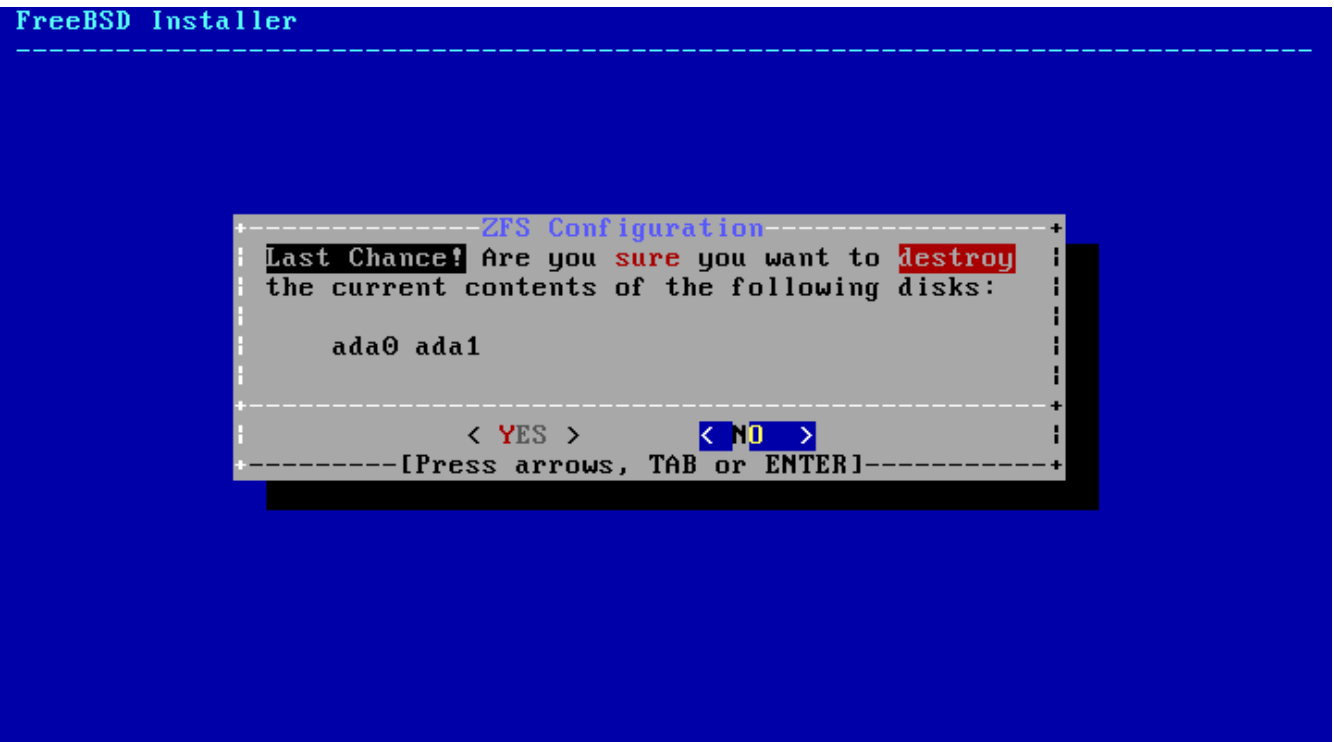 FreeBSD Installer
ZFS Configuration
Last Chance! Are you sure you want to destroy
the current contents of the following disks:
ada0 ada1
< YES > < NO >
[Press arrows, TAB or ENTER]